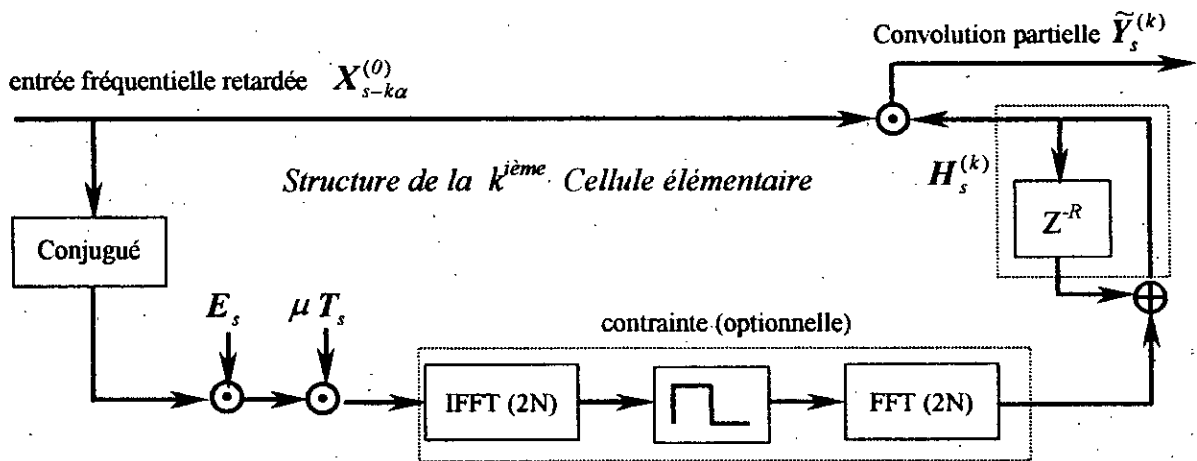 Convolution partielle Ỹ_s^(k)
entrée fréquentielle retardée X_{s-kα}^{(0)}
Structure de la k^{ième} Cellule élémentaire
H_s^(k)
Z^{-R}
Conjugué
E_s
μ T_s
contrainte (optionnelle)
IFFT (2N)
FFT (2N)